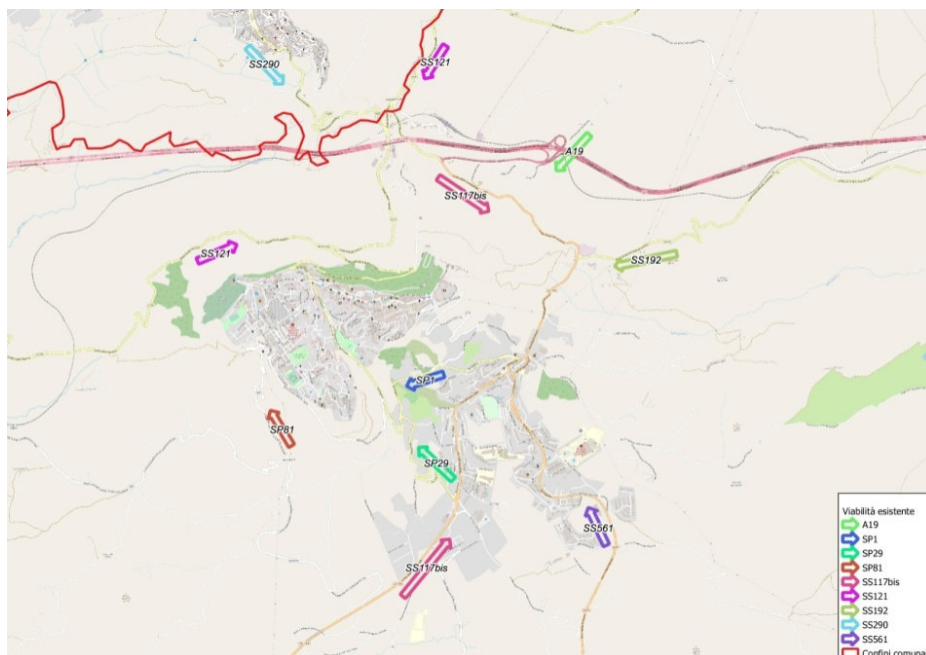 SS290
SS121
A19
SS117bis
SS121
SS192
SP1
SP81
SP29
SS561
SS117bis
Viabilità esistente
A19
SP1
SP29
SP81
SS117bis
SS121
SS192
SS290
SS561
Confini comuna